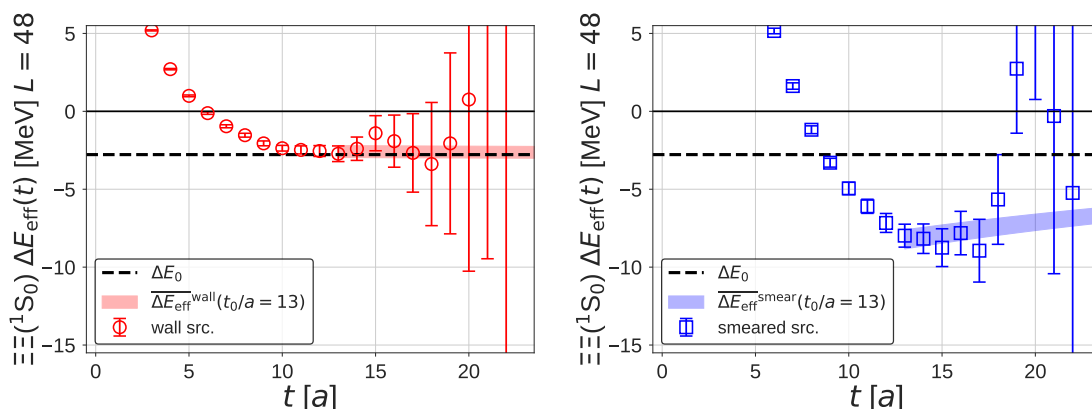 ΞΞ(¹S₀) ΔE_eff(t) [MeV] L = 48
5
0
−5
−10
−15
ΔE₀
\overline{ΔE_eff}^wall(t₀/a = 13)
wall src.
0
5
10
15
20
t [a]
ΞΞ(¹S₀) ΔE_eff(t) [MeV] L = 48
5
0
−5
−10
−15
ΔE₀
\overline{ΔE_eff}^smear(t₀/a = 13)
smeared src.
0
5
10
15
20
t [a]